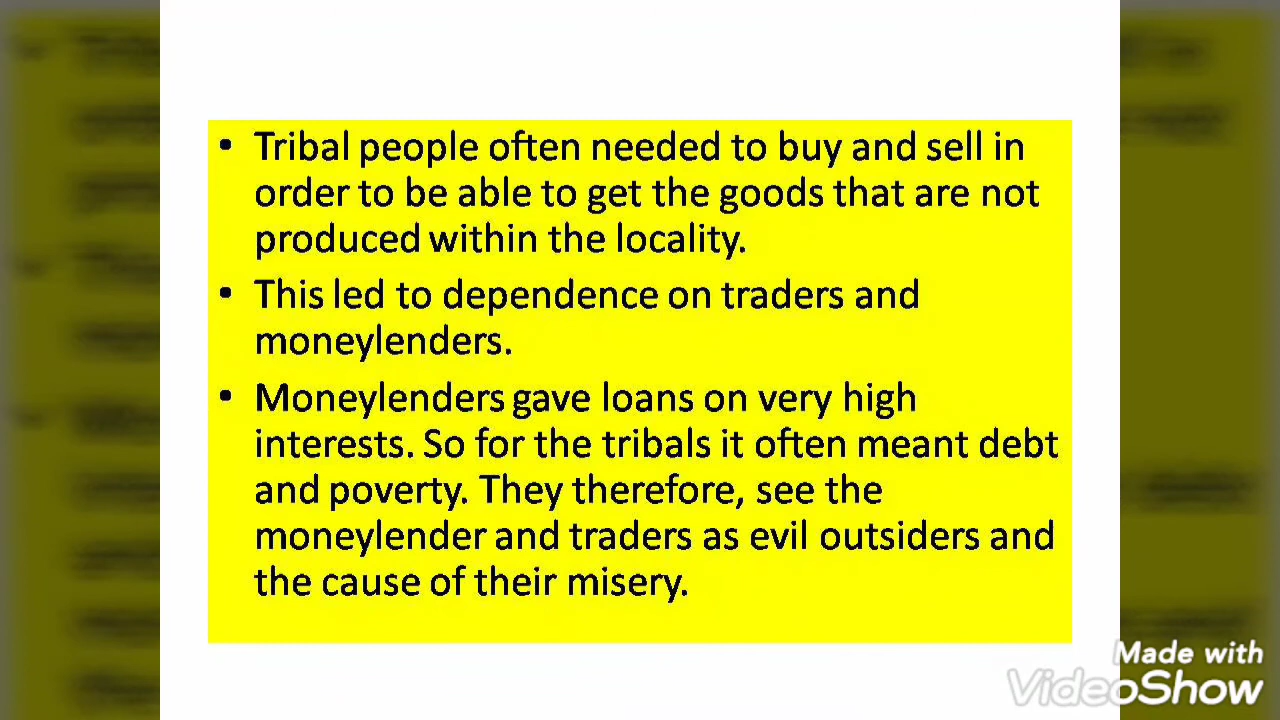 • Tribal people often needed to buy and sell in
order to be able to get the goods that are not
produced within the locality.
• This led to dependence on traders and
moneylenders.
• Moneylenders gave loans on very high
interests. So for the tribals it often meant debt
and poverty. They therefore, see the
moneylender and traders as evil outsiders and
the cause of their misery.
Made with
VideoShow